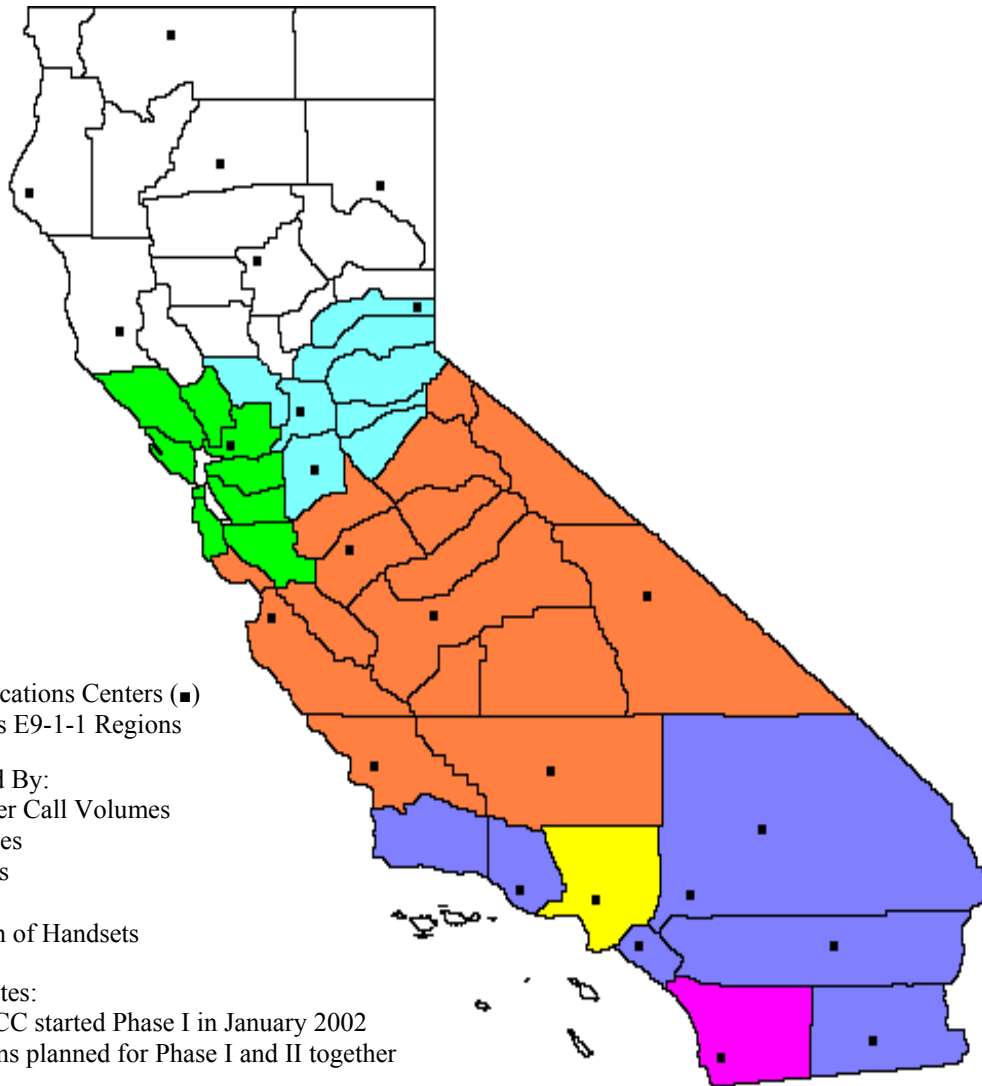 cations Centers (■)
s E9-1-1 Regions
d By:
er Call Volumes
es
s
n of Handsets
tes:
CC started Phase I in January 2002
ns planned for Phase I and II together